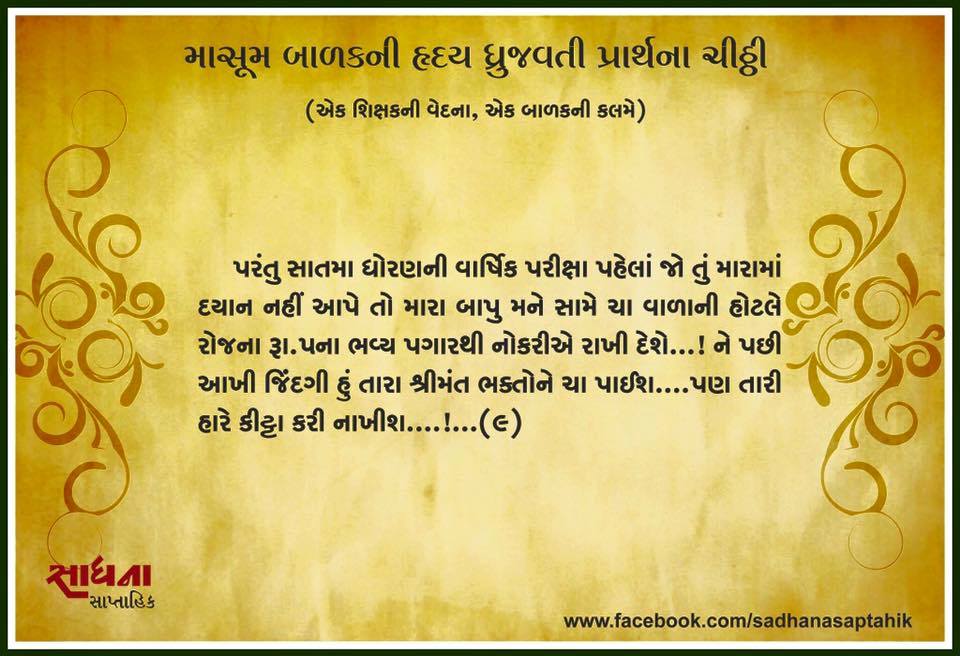 માસૂમ બાળકની હૃદય ધ્રુજવતી પ્રાર્થના ચીઠ્ઠી
(એક શિક્ષકની વેદના, એક બાળકની કલમે)
પરંતુ સાતમા ધોરણની વાર્ષિક પરીક્ષા પહેલાં જો તું મારામાં
દયાન નહીં આપે તો મારા બાપુ મને સામે ચા વાળાની હોટલે
રોજના રૂા.૫ના ભવ્ય પગારથી નોકરીએ રાખી દેશે...! ને પછી
આખી જિંદગી હું તારા શ્રીમંત ભક્તોને ચા પાઈશ....પણ તારી
હારે કીટ્ટા કરી નાખીશ....!...(૯)
સાધના
સાપ્તાહિક
www.facebook.com/sadhanasaptahik